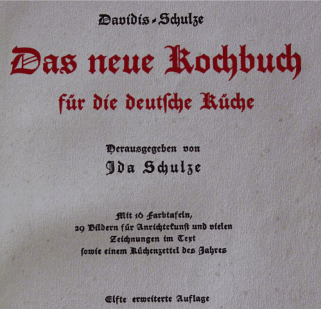 Davidis-Schulze
Das neue Kochbuch
für die deutsche Küche
Herausgegeben von
Ida Schulze
Mit 16 Farbtafeln,
29 Bildern für Anrichtekunst und vielen
Zeichnungen im Text
sowie einem Küchenzettel des Jahres
Elfte erweiterte Auflage